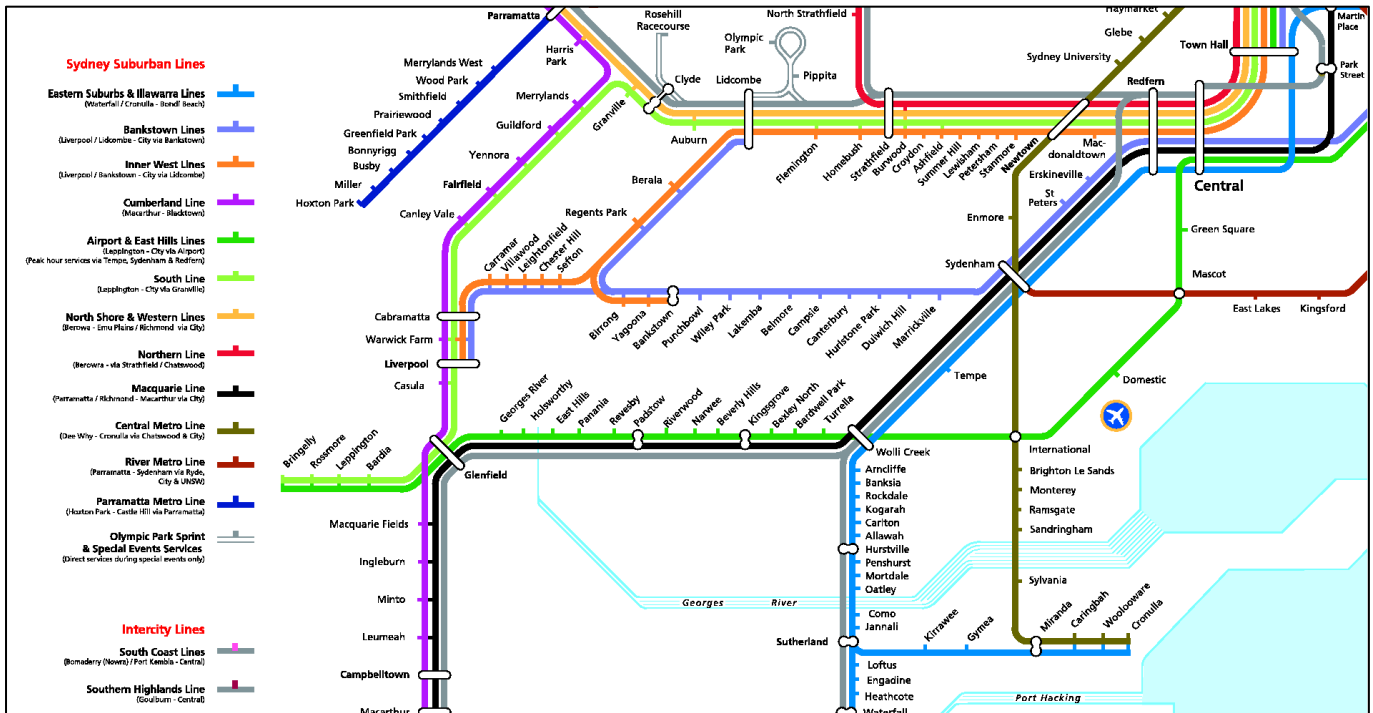 Sydney Suburban Lines
Eastern Suburbs & Illawarra Lines
(Waterfall / Cronulla - Bondi Beach)
Bankstown Lines
(Liverpool / Lidcombe - City via Bankstown)
Inner West Lines
(Liverpool / Bankstown - City via Lidcombe)
Cumberland Line
(Macarthur - Blacktown)
Airport & East Hills Lines
(Leppington - City via Airport)
(Peak hour services via Tempe, Sydenham & Redfern)
South Line
(Leppington - City via Granville)
North Shore & Western Lines
(Berowa - Emu Plains / Richmond via City)
Northern Line
(Berowra - via Strathfield / Chatswood)
Macquarie Line
(Parramatta / Richmond - Macarthur via City)
Central Metro Line
(Dee Why - Cronulla via Chatswood & City)
River Metro Line
(Parramatta - Sydenham via Ryde,
City & UNSW)
Parramatta Metro Line
(Hoxton Park - Castle Hill via Parramatta)
Olympic Park Sprint
& Special Events Services
(Direct services during special events only)
Intercity Lines
South Coast Lines
(Bomaderry (Nowra) / Port Kembla - Central)
Southern Highlands Line
(Goulburn - Central)
Parramatta
Harris
Park
Merrylands West
Wood Park
Smithfield
Prairiewood
Greenfield Park
Bonnyrigg
Busby
Miller
Hoxton Park
Merrylands
Guildford
Yennora
Fairfield
Canley Vale
Rosehill
Racecourse
Clyde
Granville
Auburn
Olympic
Park
Pippita
Lidcombe
North Strathfield
Berala
Regents Park
Flemington
Homebush
Strathfield
Burwood
Croydon
Ashfield
Summer Hill
Lewisham
Petersham
Stanmore
Newtown
Haymarket
Glebe
Sydney University
Mac-
donaldtown
Erskineville
St
Peters
Enmore
Redfern
Town Hall
Martin
Place
Park
Street
Central
Green Square
Mascot
East Lakes
Kingsford
Sydenham
Domestic
Tempe
Carramar
Villawood
Leightonfield
Chester Hill
Sefton
Birrong
Yagoona
Bankstown
Punchbowl
Wiley Park
Lakemba
Belmore
Campsie
Canterbury
Hurlstone Park
Dulwich Hill
Marrickville
Cabramatta
Warwick Farm
Liverpool
Casula
Georges River
Holsworthy
East Hills
Panania
Revesby
Padstow
Riverwood
Narwee
Beverly Hills
Kingsgrove
Bexley North
Bardwell Park
Turrella
Bringelly
Rossmore
Leppington
Bardia
Glenfield
Macquarie Fields
Ingleburn
Minto
Leumeah
Campbelltown
Macarthur
Wolli Creek
Arncliffe
Banksia
Rockdale
Kogarah
Carlton
Allawah
Hurstville
Penshurst
Mortdale
Oatley
Como
Jannali
Sutherland
Loftus
Engadine
Heathcote
Waterfall
International
Brighton Le Sands
Monterey
Ramsgate
Sandringham
Sylvania
Kirrawee
Gymea
Miranda
Caringbah
Woolooware
Cronulla
Georges River
Port Hacking